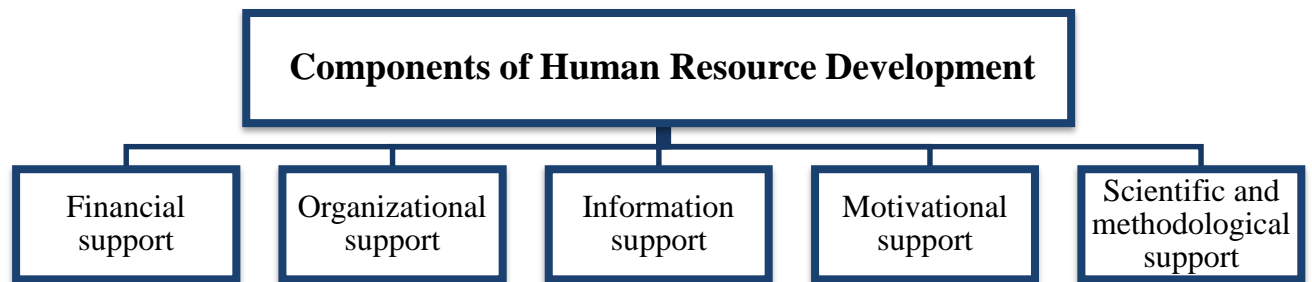 Components of Human Resource Development
Financial
support
Organizational
support
Information
support
Motivational
support
Scientific and
methodological
support